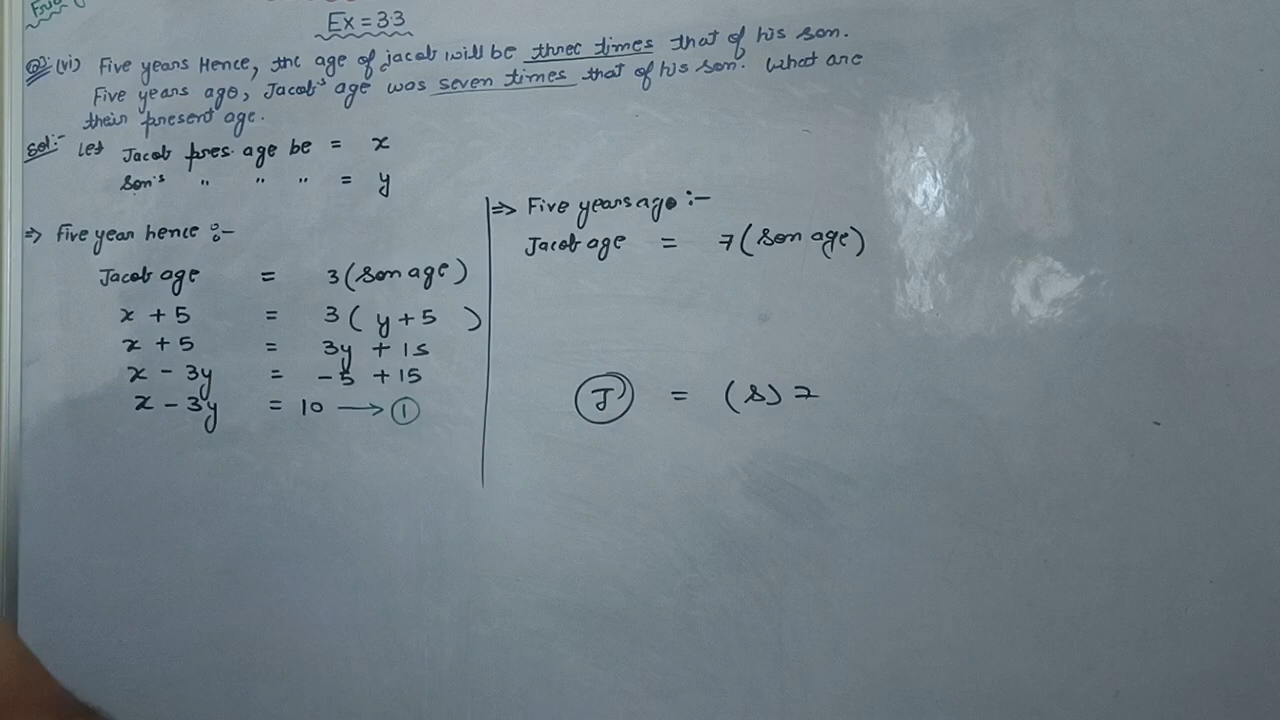 Ex = 3.3
Q3:(vi) Five years Hence, the age of jacob will be three times that of his son.
Five years ago, Jacob's age was seven times that of his son. What are
their present age.
Sol:- Let Jacob pres. age be = x
Son's " " " = y
⇒ Five year hence :-
Jacob age = 3(Son age)
x + 5 = 3( y+5 )
x + 5 = 3y + 15
x - 3y = -5 + 15
x - 3y = 10 → ①
⇒ Five years ago :-
Jacob age = 7(Son age)
J = (S) 7